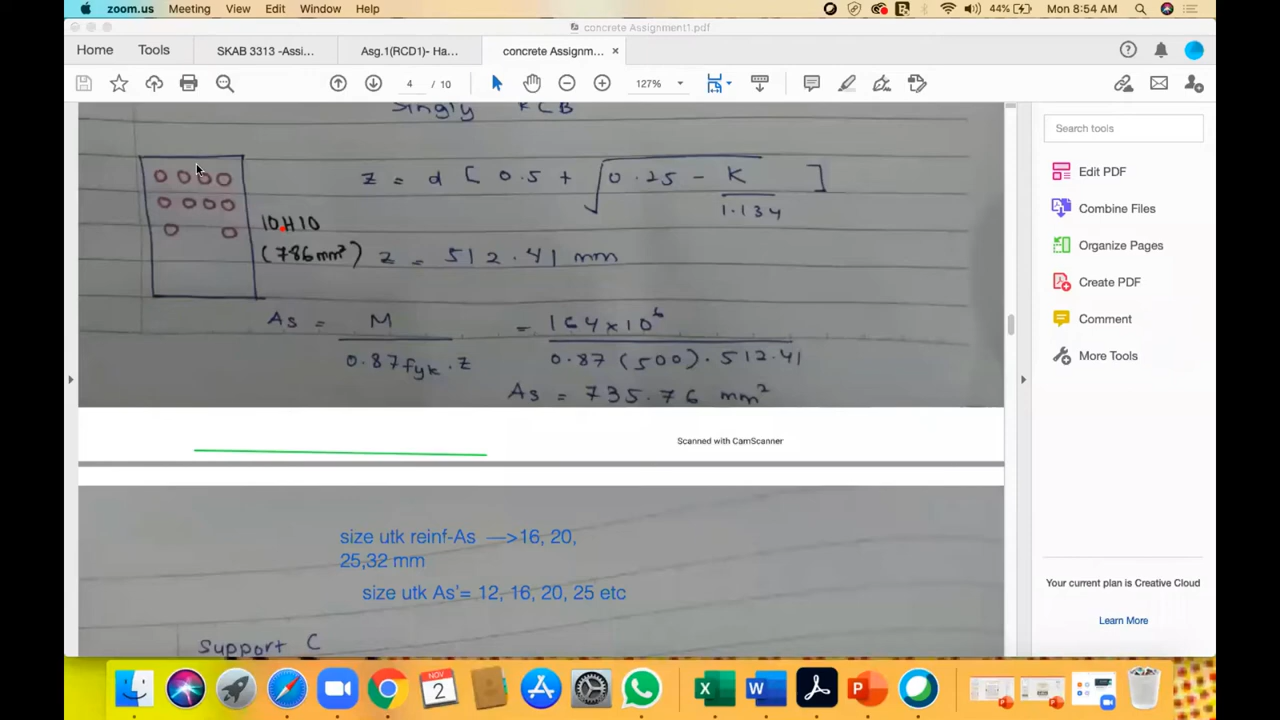 zoom.us Meeting View Edit Window Help 44% Mon 8:54 AM
concrete Assignment1.pdf
Home Tools SKAB 3313 -Assi... Asg.1(RCD1)- Ha... concrete Assignm... ×
4 / 10 127%
Singly RCB
Search tools
z = d [ 0.5 + √ 0.25 - K / 1.134 ]
10H10
(786mm²) z = 512.41 mm
As = M / 0.87fyk.z = 164x10⁶ / 0.87 (500). 512.41
As = 735.76 mm²
Scanned with CamScanner
size utk reinf-As —>16, 20,
25,32 mm
size utk As'= 12, 16, 20, 25 etc
Support C
Edit PDF
Combine Files
Organize Pages
Create PDF
Comment
More Tools
Your current plan is Creative Cloud
Learn More
NOV
2